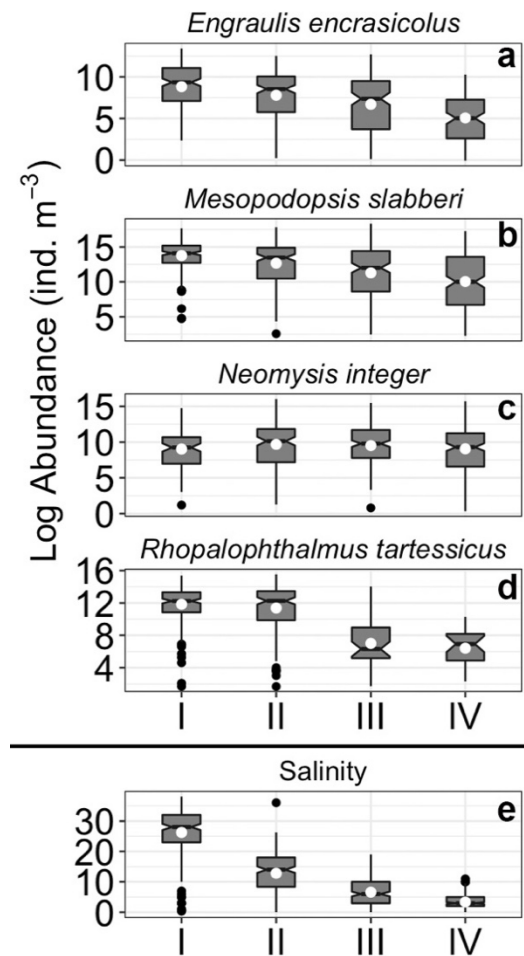 Engraulis encrasicolus
a
10
5
0
Mesopodopsis slabberi
b
15
10
5
Log Abundance (ind. m⁻³)
Neomysis integer
c
15
10
5
0
Rhopalophthalmus tartessicus
d
16
12
8
4
I II III IV
Salinity
e
30
20
10
0
I II III IV